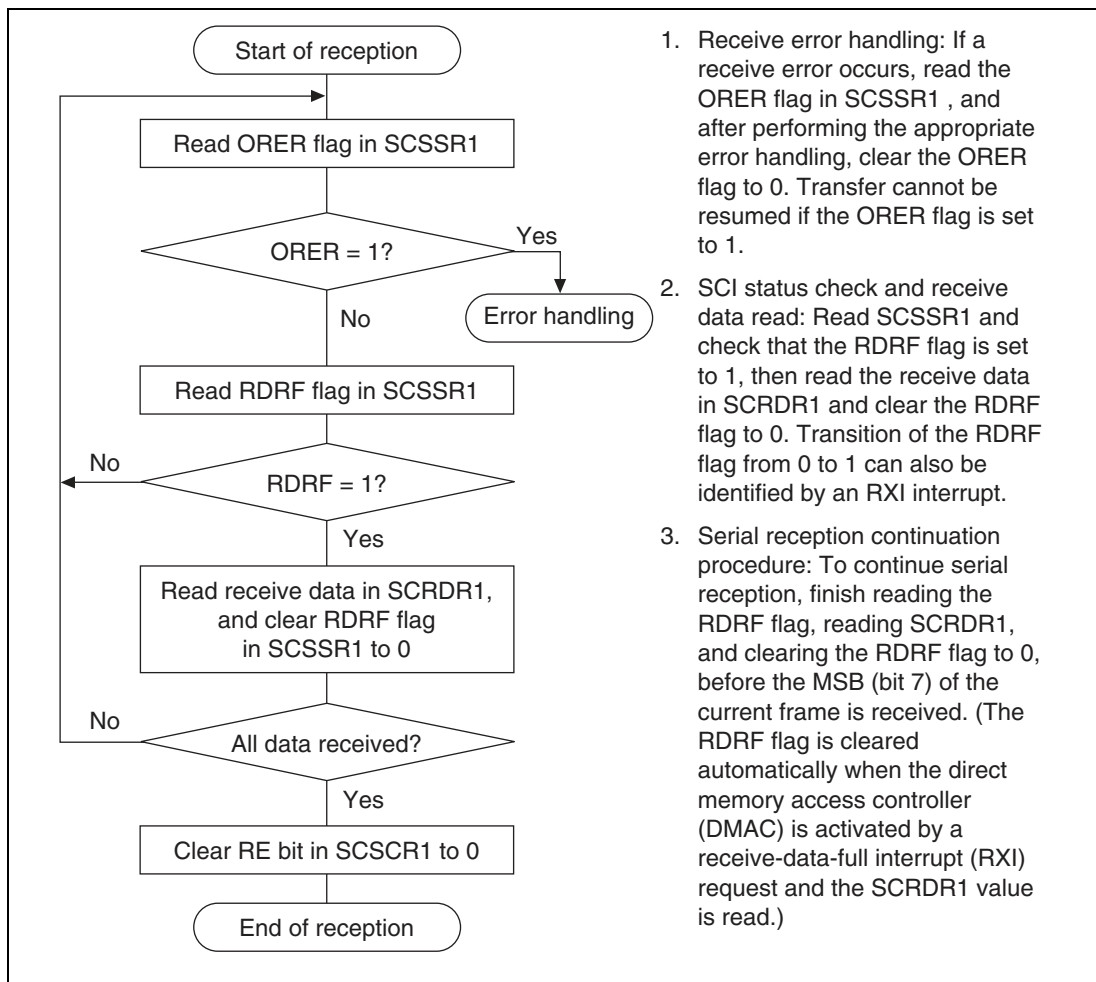 Start of reception
Read ORER flag in SCSSR1
ORER = 1?
Yes
Error handling
No
Read RDRF flag in SCSSR1
No
RDRF = 1?
Yes
Read receive data in SCRDR1,
and clear RDRF flag
in SCSSR1 to 0
No
All data received?
Yes
Clear RE bit in SCSCR1 to 0
End of reception
1. Receive error handling: If a
receive error occurs, read the
ORER flag in SCSSR1 , and
after performing the appropriate
error handling, clear the ORER
flag to 0. Transfer cannot be
resumed if the ORER flag is set
to 1.
2. SCI status check and receive
data read: Read SCSSR1 and
check that the RDRF flag is set
to 1, then read the receive data
in SCRDR1 and clear the RDRF
flag to 0. Transition of the RDRF
flag from 0 to 1 can also be
identified by an RXI interrupt.
3. Serial reception continuation
procedure: To continue serial
reception, finish reading the
RDRF flag, reading SCRDR1,
and clearing the RDRF flag to 0,
before the MSB (bit 7) of the
current frame is received. (The
RDRF flag is cleared
automatically when the direct
memory access controller
(DMAC) is activated by a
receive-data-full interrupt (RXI)
request and the SCRDR1 value
is read.)